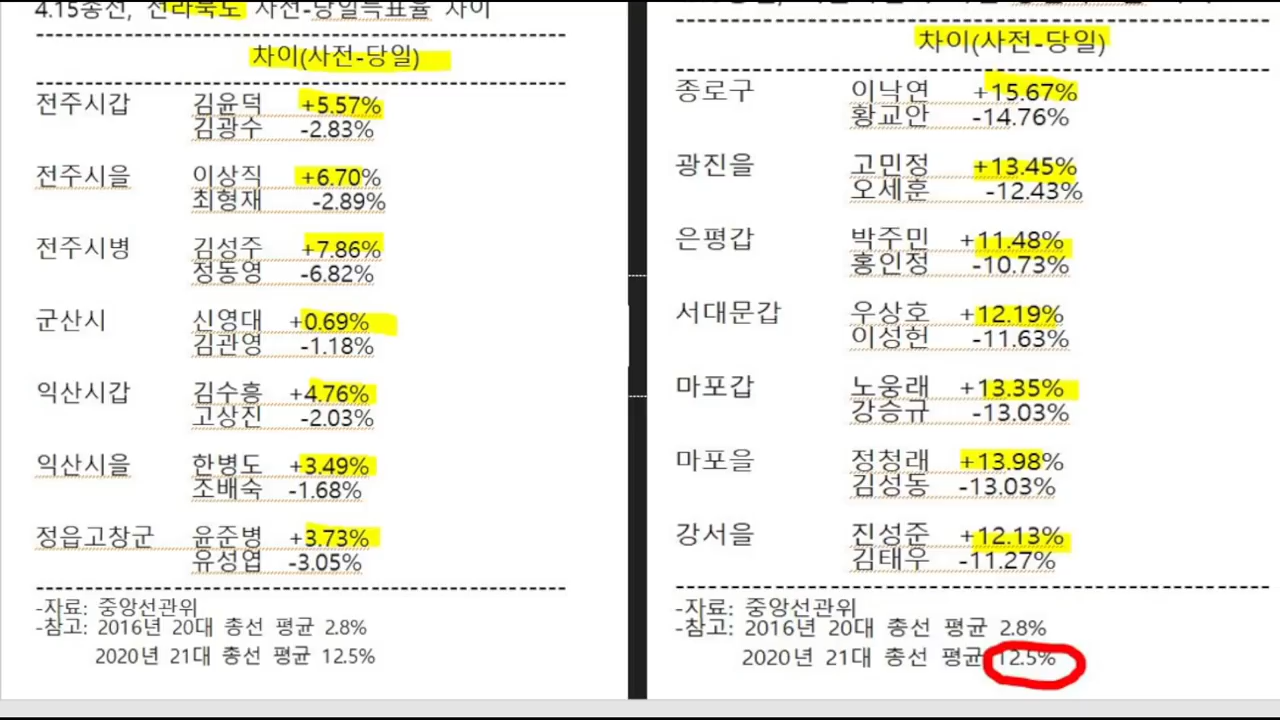 4.15총선, 전라북도 사전-당일득표율 차이
차이(사전-당일)
전주시갑 김윤덕 +5.57%
김광수 -2.83%
전주시을 이상직 +6.70%
최형재 -2.89%
전주시병 김성주 +7.86%
정동영 -6.82%
군산시 신영대 +0.69%
김관영 -1.18%
익산시갑 김수흥 +4.76%
고상진 -2.03%
익산시을 한병도 +3.49%
조배숙 -1.68%
정읍고창군 윤준병 +3.73%
유성엽 -3.05%
-자료: 중앙선관위
-참고: 2016년 20대 총선 평균 2.8%
2020년 21대 총선 평균 12.5%
차이(사전-당일)
종로구 이낙연 +15.67%
황교안 -14.76%
광진을 고민정 +13.45%
오세훈 -12.43%
은평갑 박주민 +11.48%
홍인정 -10.73%
서대문갑 우상호 +12.19%
이성헌 -11.63%
마포갑 노웅래 +13.35%
강승규 -13.03%
마포을 정청래 +13.98%
김성동 -13.03%
강서을 진성준 +12.13%
김태우 -11.27%
-자료: 중앙선관위
-참고: 2016년 20대 총선 평균 2.8%
2020년 21대 총선 평균 12.5%